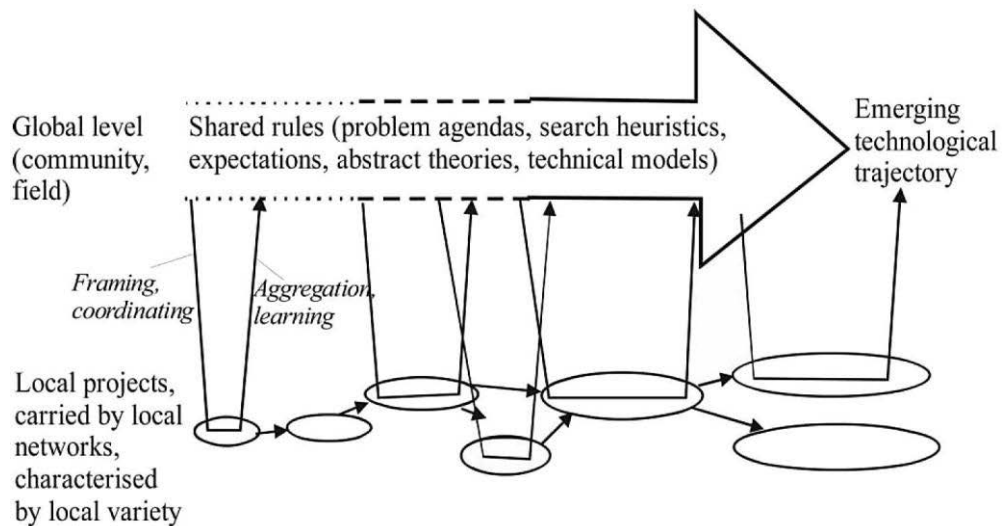 Global level
(community,
field)
Shared rules (problem agendas, search heuristics,
expectations, abstract theories, technical models)
Emerging
technological
trajectory
Framing,
coordinating
Aggregation,
learning
Local projects,
carried by local
networks,
characterised
by local variety